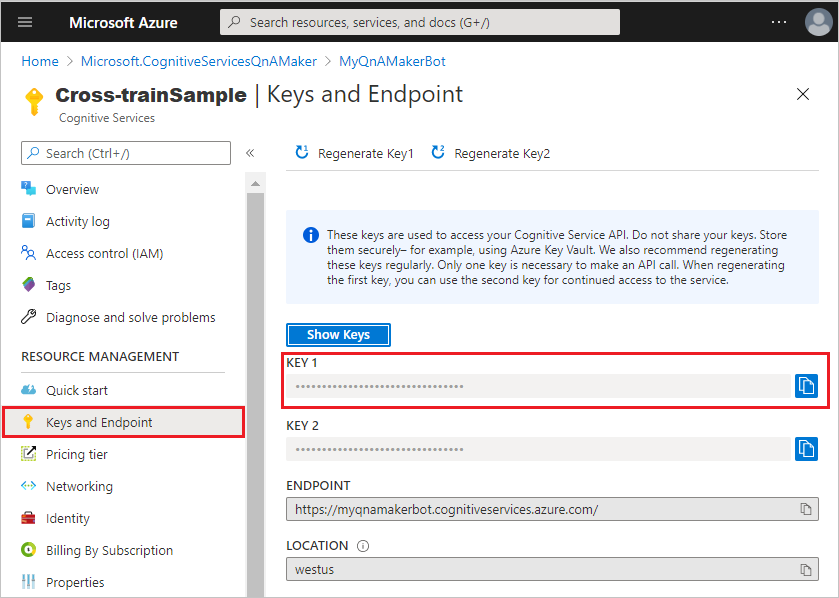 Microsoft Azure
Search resources, services, and docs (G+/)
Home > Microsoft.CognitiveServicesQnAMaker > MyQnAMakerBot
Cross-trainSample | Keys and Endpoint
Cognitive Services
Search (Ctrl+/)
Overview
Activity log
Access control (IAM)
Tags
Diagnose and solve problems
RESOURCE MANAGEMENT
Quick start
Keys and Endpoint
Pricing tier
Networking
Identity
Billing By Subscription
Properties
Regenerate Key1
Regenerate Key2
These keys are used to access your Cognitive Service API. Do not share your keys. Store
them securely– for example, using Azure Key Vault. We also recommend regenerating
these keys regularly. Only one key is necessary to make an API call. When regenerating
the first key, you can use the second key for continued access to the service.
Show Keys
KEY 1
••••••••••••••••••••••••••••••••
KEY 2
••••••••••••••••••••••••••••••••
ENDPOINT
https://myqnamakerbot.cognitiveservices.azure.com/
LOCATION
westus